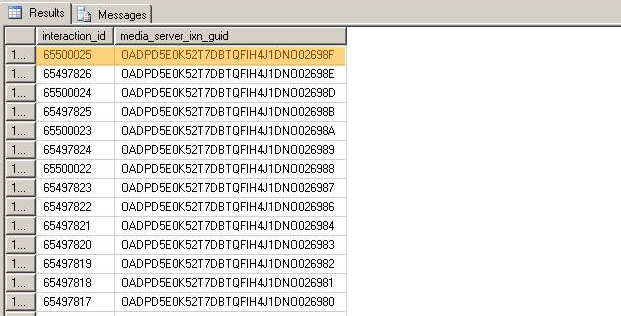 Results Messages
interaction_id media_server_ixn_guid
1... 65500025 OADPD5E0K52T7DBTQFIH4J1DNO02698F
1... 65497826 OADPD5E0K52T7DBTQFIH4J1DNO02698E
1... 65500024 OADPD5E0K52T7DBTQFIH4J1DNO02698D
1... 65497825 OADPD5E0K52T7DBTQFIH4J1DNO02698B
1... 65500023 OADPD5E0K52T7DBTQFIH4J1DNO02698A
1... 65497824 OADPD5E0K52T7DBTQFIH4J1DNO026989
1... 65500022 OADPD5E0K52T7DBTQFIH4J1DNO026988
1... 65497823 OADPD5E0K52T7DBTQFIH4J1DNO026987
1... 65497822 OADPD5E0K52T7DBTQFIH4J1DNO026986
1... 65497821 OADPD5E0K52T7DBTQFIH4J1DNO026984
1... 65497820 OADPD5E0K52T7DBTQFIH4J1DNO026983
1... 65497819 OADPD5E0K52T7DBTQFIH4J1DNO026982
1... 65497818 OADPD5E0K52T7DBTQFIH4J1DNO026981
1... 65497817 OADPD5E0K52T7DBTQFIH4J1DNO026980